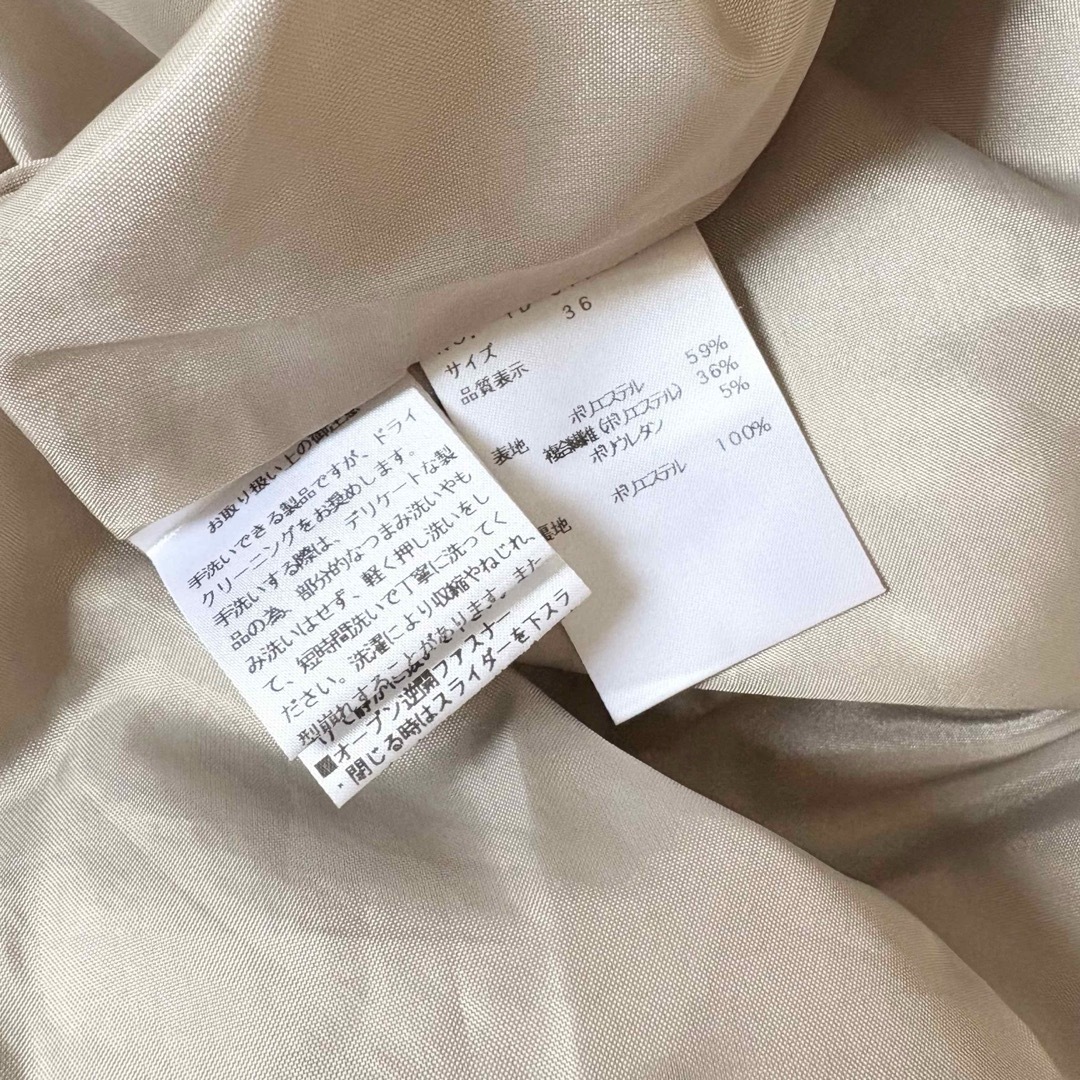 お取り扱い上の御注意
手洗いできる製品ですが、ドライ
クリーニングをお奨めします。
手洗いする際は、デリケートな製
品の為、部分的なつまみ洗いやも
み洗いはせず、軽く押し洗いをし
て、短時間洗いで丁寧に洗ってく
ださい。洗濯により収縮やねじれ、
型崩れすることがあります。また
オープン逆開ファスナー
閉じる時はスライダーを下スラ
36
サイズ
品質表示
ポリエステル 59%
表地 複合繊維(ポリエステル) 36%
ポリウレタン 5%
裏地 ポリエステル 100%